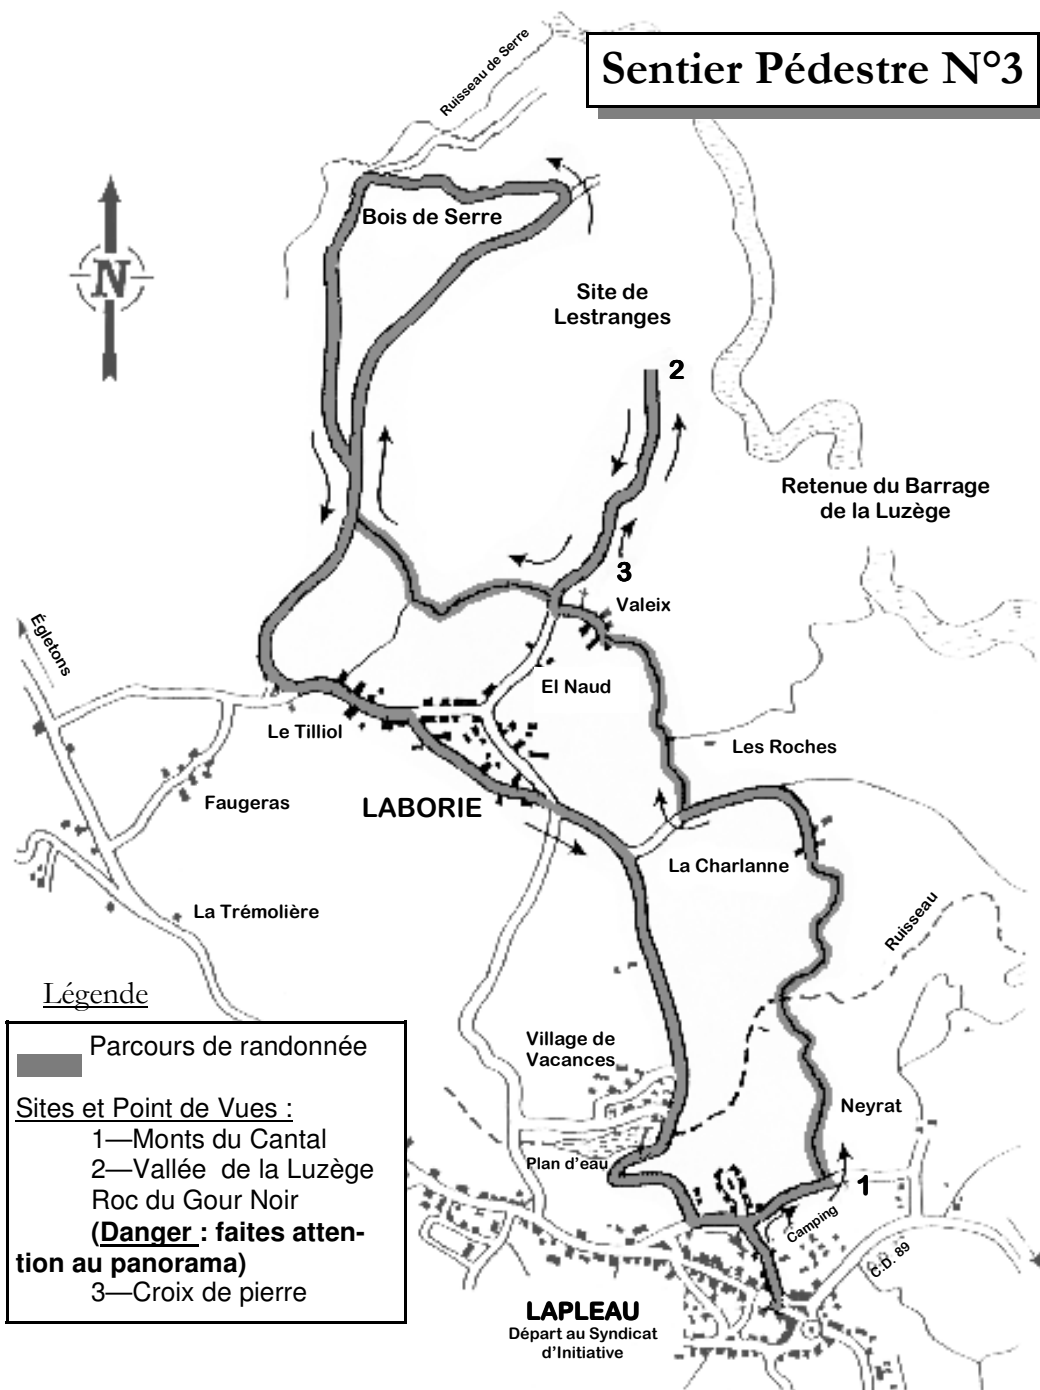 Sentier Pédestre N°3
Ruisseau de Serre
Bois de Serre
N
Site de
Lestranges
2
Retenue du Barrage
de la Luzège
3
Valeix
Égletons
El Naud
Le Tilliol
Les Roches
Faugeras
LABORIE
La Charlanne
La Trémolière
Ruisseau
Légende
Parcours de randonnée
Sites et Point de Vues :
1—Monts du Cantal
2—Vallée de la Luzège
Roc du Gour Noir
(Danger : faites atten-
tion au panorama)
3—Croix de pierre
Village de
Vacances
Neyrat
Plan d'eau
1
Camping
C.D. 89
LAPLEAU
Départ au Syndicat
d'Initiative